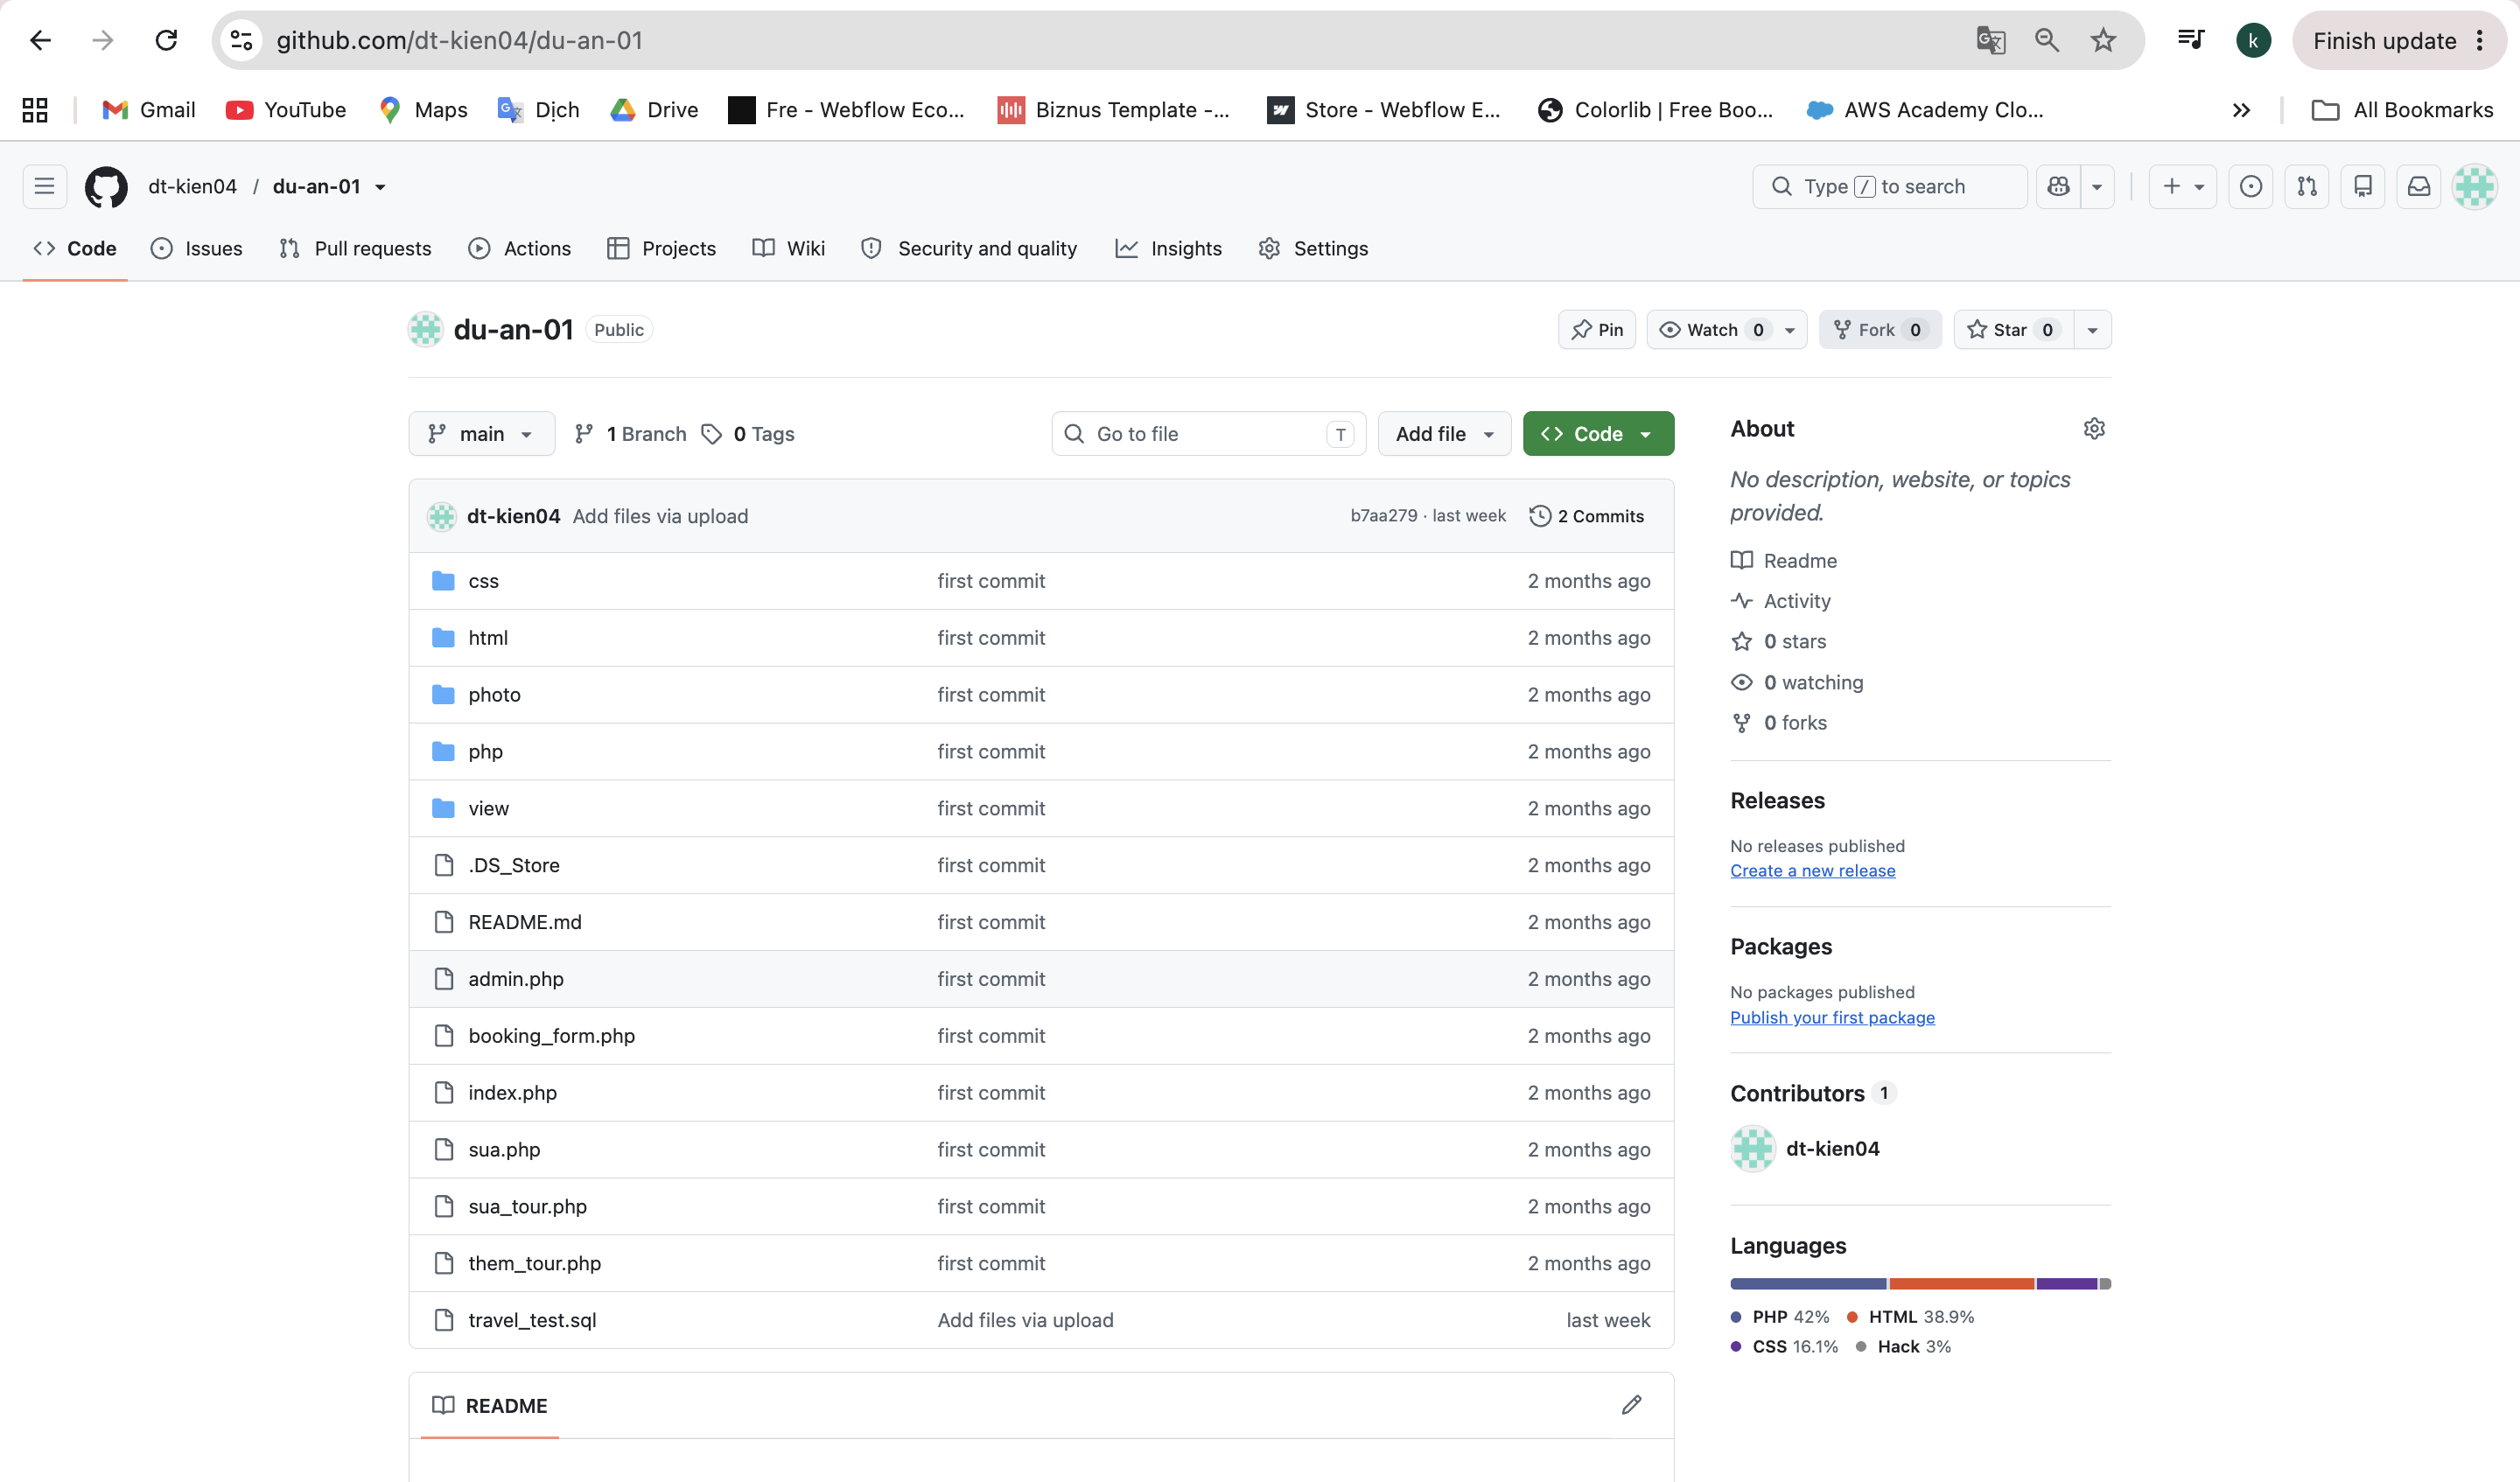 github.com/dt-kien04/du-an-01
k
Finish update
Gmail
YouTube
Maps
Dịch
Drive
Fre - Webflow Eco...
Biznus Template -...
Store - Webflow E...
Colorlib | Free Boo...
AWS Academy Clo...
All Bookmarks
dt-kien04 / du-an-01
Type / to search
Code
Issues
Pull requests
Actions
Projects
Wiki
Security and quality
Insights
Settings
du-an-01 Public
Pin
Watch 0
Fork 0
Star 0
main
1 Branch
0 Tags
Go to file T
Add file
Code
dt-kien04 Add files via upload b7aa279 · last week 2 Commits
css first commit 2 months ago
html first commit 2 months ago
photo first commit 2 months ago
php first commit 2 months ago
view first commit 2 months ago
.DS_Store first commit 2 months ago
README.md first commit 2 months ago
admin.php first commit 2 months ago
booking_form.php first commit 2 months ago
index.php first commit 2 months ago
sua.php first commit 2 months ago
sua_tour.php first commit 2 months ago
them_tour.php first commit 2 months ago
travel_test.sql Add files via upload last week
README
About
No description, website, or topics
provided.
Readme
Activity
0 stars
0 watching
0 forks
Releases
No releases published
Create a new release
Packages
No packages published
Publish your first package
Contributors 1
dt-kien04
Languages
PHP 42% HTML 38.9%
CSS 16.1% Hack 3%